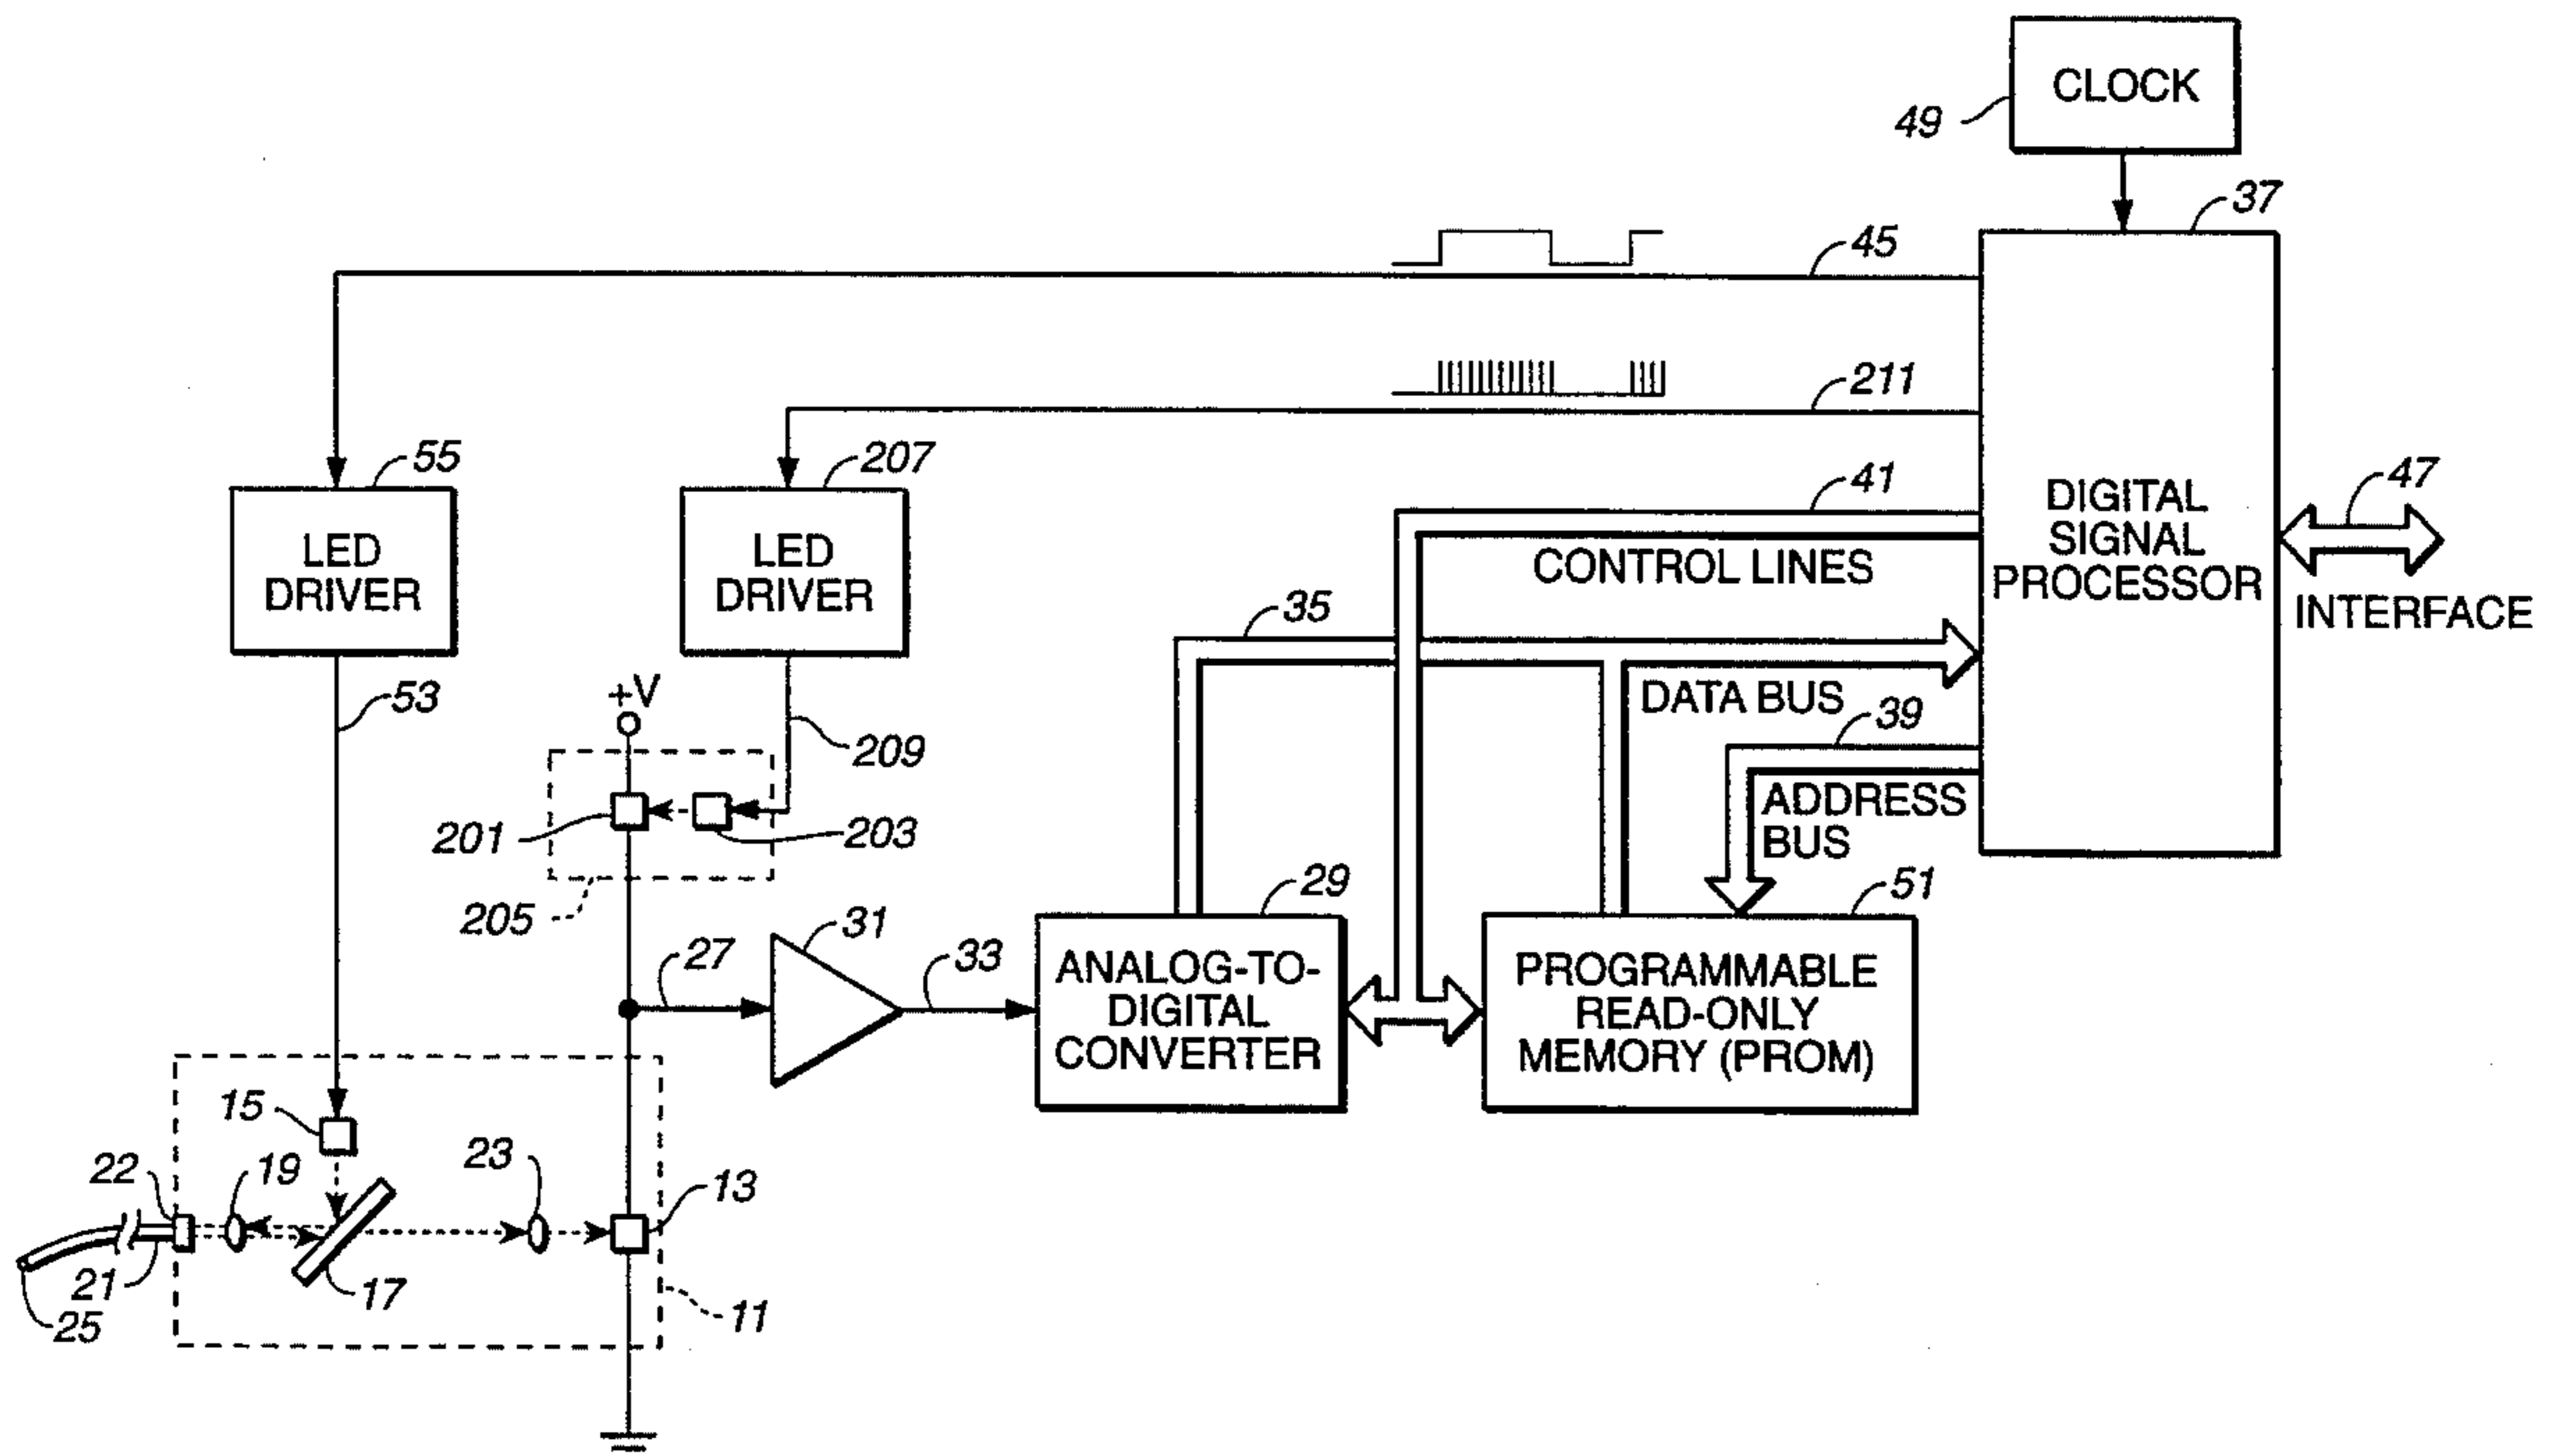 CLOCK
49
37
45
211
55
207
41
47
LED
DRIVER
LED
DRIVER
DIGITAL
SIGNAL
PROCESSOR
CONTROL LINES
INTERFACE
35
53
+V
DATA BUS
39
209
201
203
ADDRESS
BUS
205
31
29
51
27
33
ANALOG-TO-
DIGITAL
CONVERTER
PROGRAMMABLE
READ-ONLY
MEMORY (PROM)
15
22
19
23
13
21
17
25
11